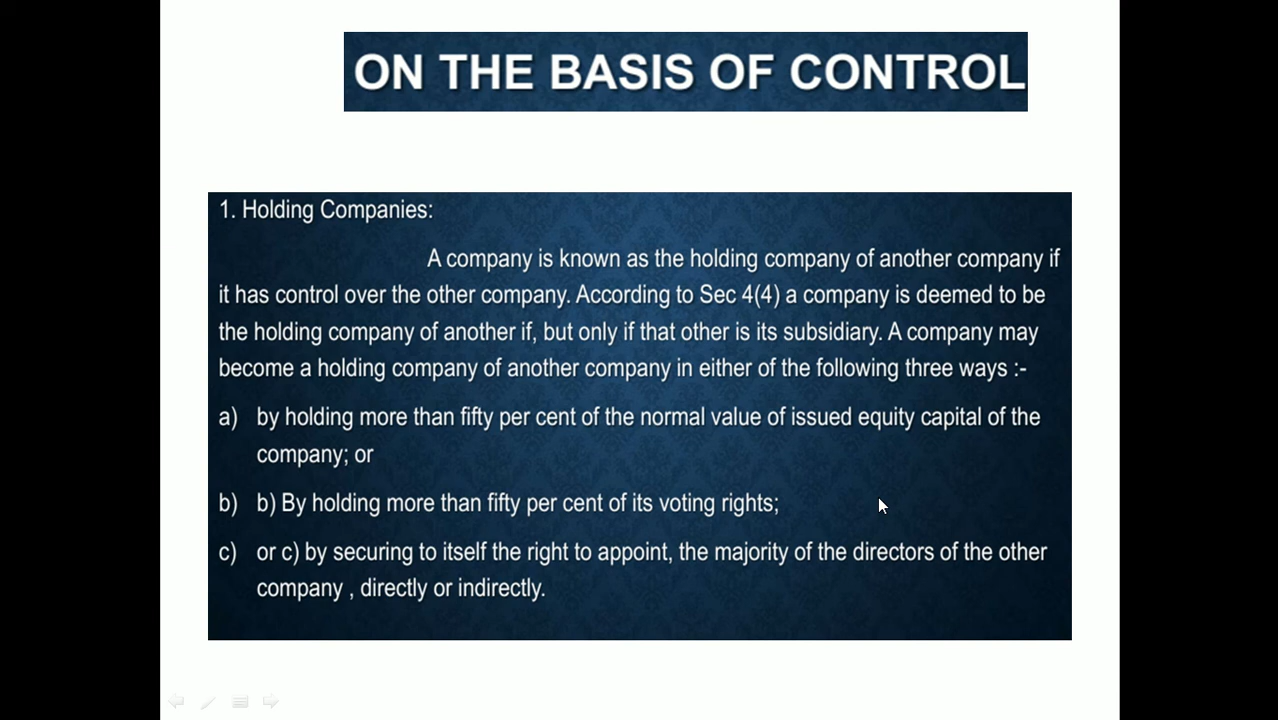 ON THE BASIS OF CONTROL
1. Holding Companies:
A company is known as the holding company of another company if
it has control over the other company. According to Sec 4(4) a company is deemed to be
the holding company of another if, but only if that other is its subsidiary. A company may
become a holding company of another company in either of the following three ways :-
a) by holding more than fifty per cent of the normal value of issued equity capital of the
company; or
b) b) By holding more than fifty per cent of its voting rights;
c) or c) by securing to itself the right to appoint, the majority of the directors of the other
company , directly or indirectly.